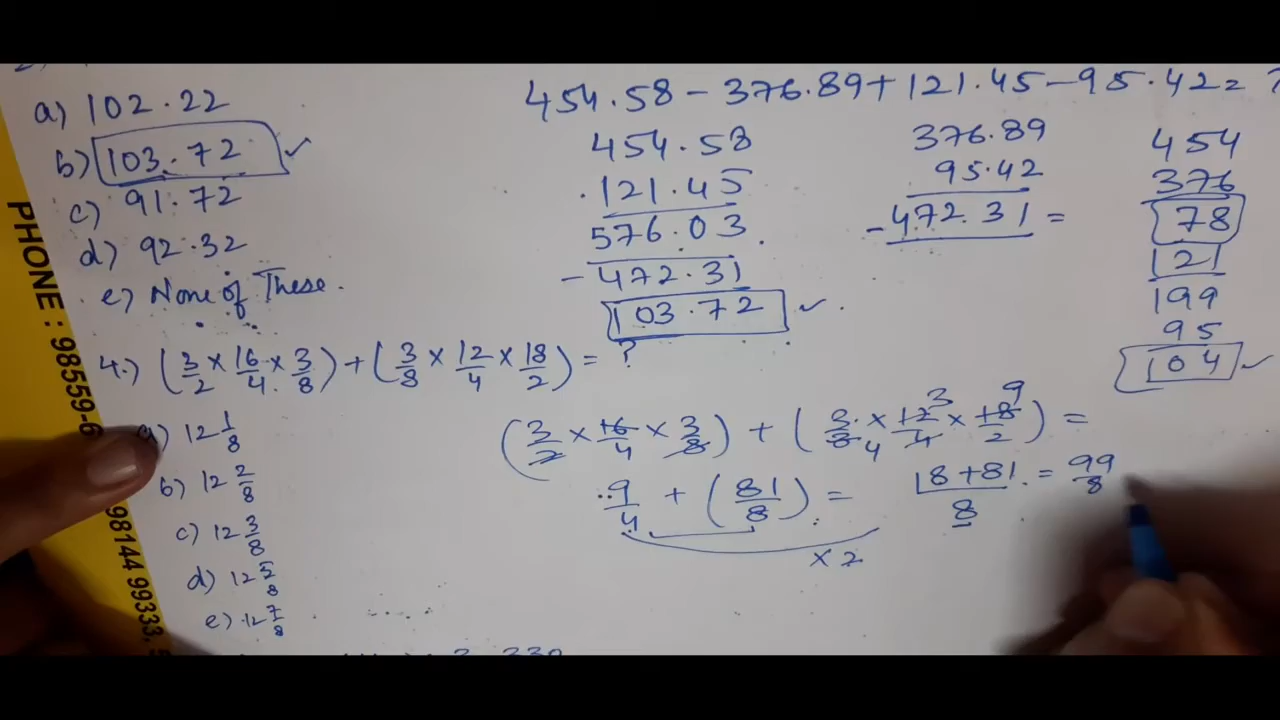 454.58 - 376.89 + 121.45 - 95.42 = ?
a) 102.22
b) 103.72 ✓
c) 91.72
d) 92.32
e) None of These.
454.58
121.45
576.03
- 472.31
103.72 ✓
376.89
95.42
- 472.31 =
454
376
78
121
199
95
104 ✓
4.) (3/2 × 16/4 × 3/8) + (3/8 × 12/4 × 18/2) = ?
a) 12 1/8
b) 12 2/8
c) 12 3/8
d) 12 5/8
e) 12 7/8
(3/2 × 16/4 × 3/8) + (3/8 4 × 12 3/4 × 18 9/2) =
9/4 + (81/8) = 18+81/8 = 99/8
×2
PHONE : 98559-6
98144 99333,